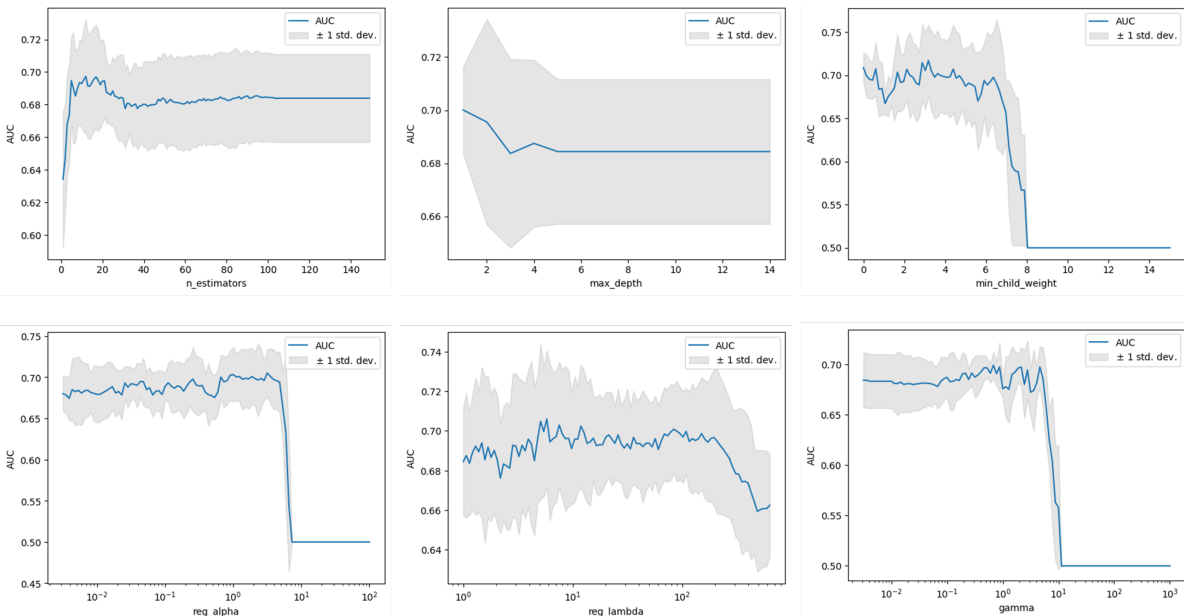 AUC
± 1 std. dev.
0.72
0.70
0.68
0.66
0.64
0.62
0.60
AUC
0 20 40 60 80 100 120 140
n_estimators
AUC
± 1 std. dev.
0.72
0.70
0.68
0.66
AUC
2 4 6 8 10 12 14
max_depth
AUC
± 1 std. dev.
0.75
0.70
0.65
0.60
0.55
0.50
AUC
0 2 4 6 8 10 12 14
min_child_weight
AUC
± 1 std. dev.
0.75
0.70
0.65
0.60
0.55
0.50
0.45
AUC
10⁻² 10⁻¹ 10⁰ 10¹ 10²
reg_alpha
AUC
± 1 std. dev.
0.74
0.72
0.70
0.68
0.66
0.64
AUC
10⁰ 10¹ 10²
reg_lambda
AUC
± 1 std. dev.
0.70
0.65
0.60
0.55
0.50
AUC
10⁻² 10⁻¹ 10⁰ 10¹ 10² 10³
gamma